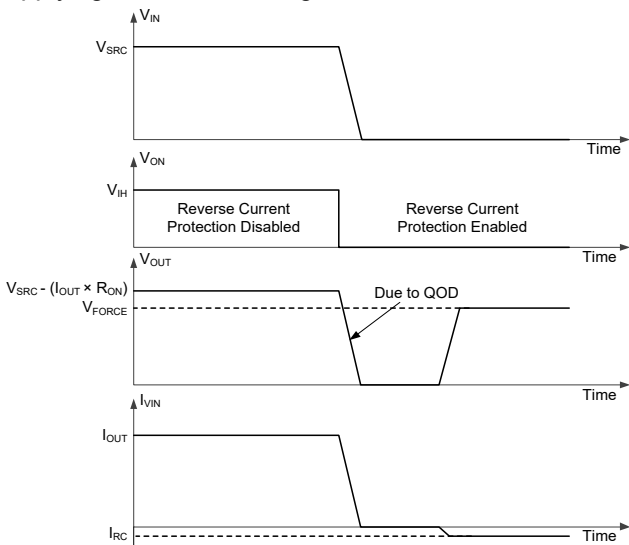 V_IN
V_SRC
Time
V_ON
V_IH
Reverse Current
Protection Disabled
Reverse Current
Protection Enabled
Time
V_OUT
V_SRC - (I_OUT × R_ON)
V_FORCE
Due to QOD
Time
I_VIN
I_OUT
I_RC
Time